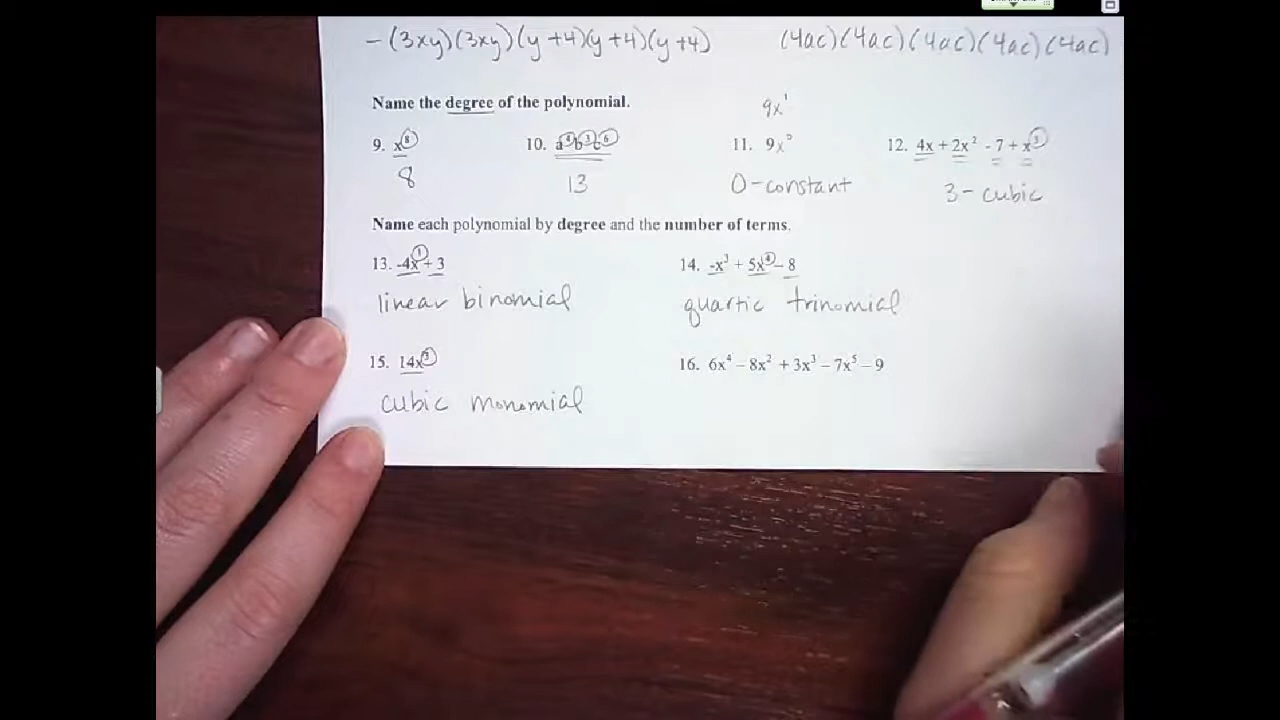 -(3xy)(3xy)(y+4)(y+4)(y+4) (4ac)(4ac)(4ac)(4ac)(4ac)
Name the degree of the polynomial.
9x¹
9. x⁸ 10. a⁴b³c⁶ 11. 9x⁰ 12. 4x + 2x² - 7 + x³
8 13 0-constant 3-cubic
Name each polynomial by degree and the number of terms.
13. -4x¹ + 3 14. -x³ + 5x⁴ – 8
linear binomial quartic trinomial
15. 14x³ 16. 6x⁴ – 8x² + 3x³ – 7x⁵ – 9
cubic monomial